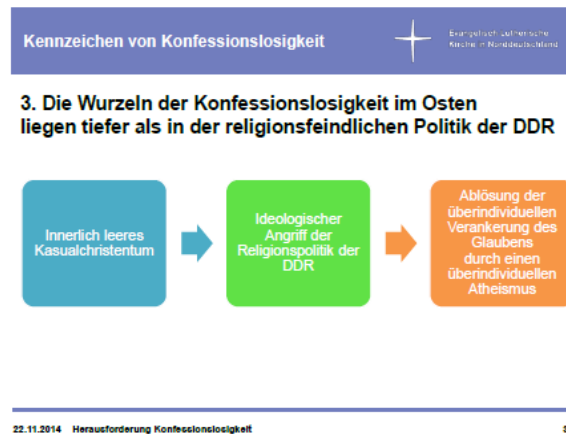 Kennzeichen von Konfessionslosigkeit
Evangelisch-Lutherische
Kirche in Norddeutschland
3. Die Wurzeln der Konfessionslosigkeit im Osten
liegen tiefer als in der religionsfeindlichen Politik der DDR
Innerlich leeres
Kasualchristentum
Ideologischer
Angriff der
Religionspolitik der
DDR
Ablösung der
überindividuellen
Verankerung des
Glaubens
durch einen
überindividuellen
Atheismus
22.11.2014 Herausforderung Konfessionslosigkeit
3